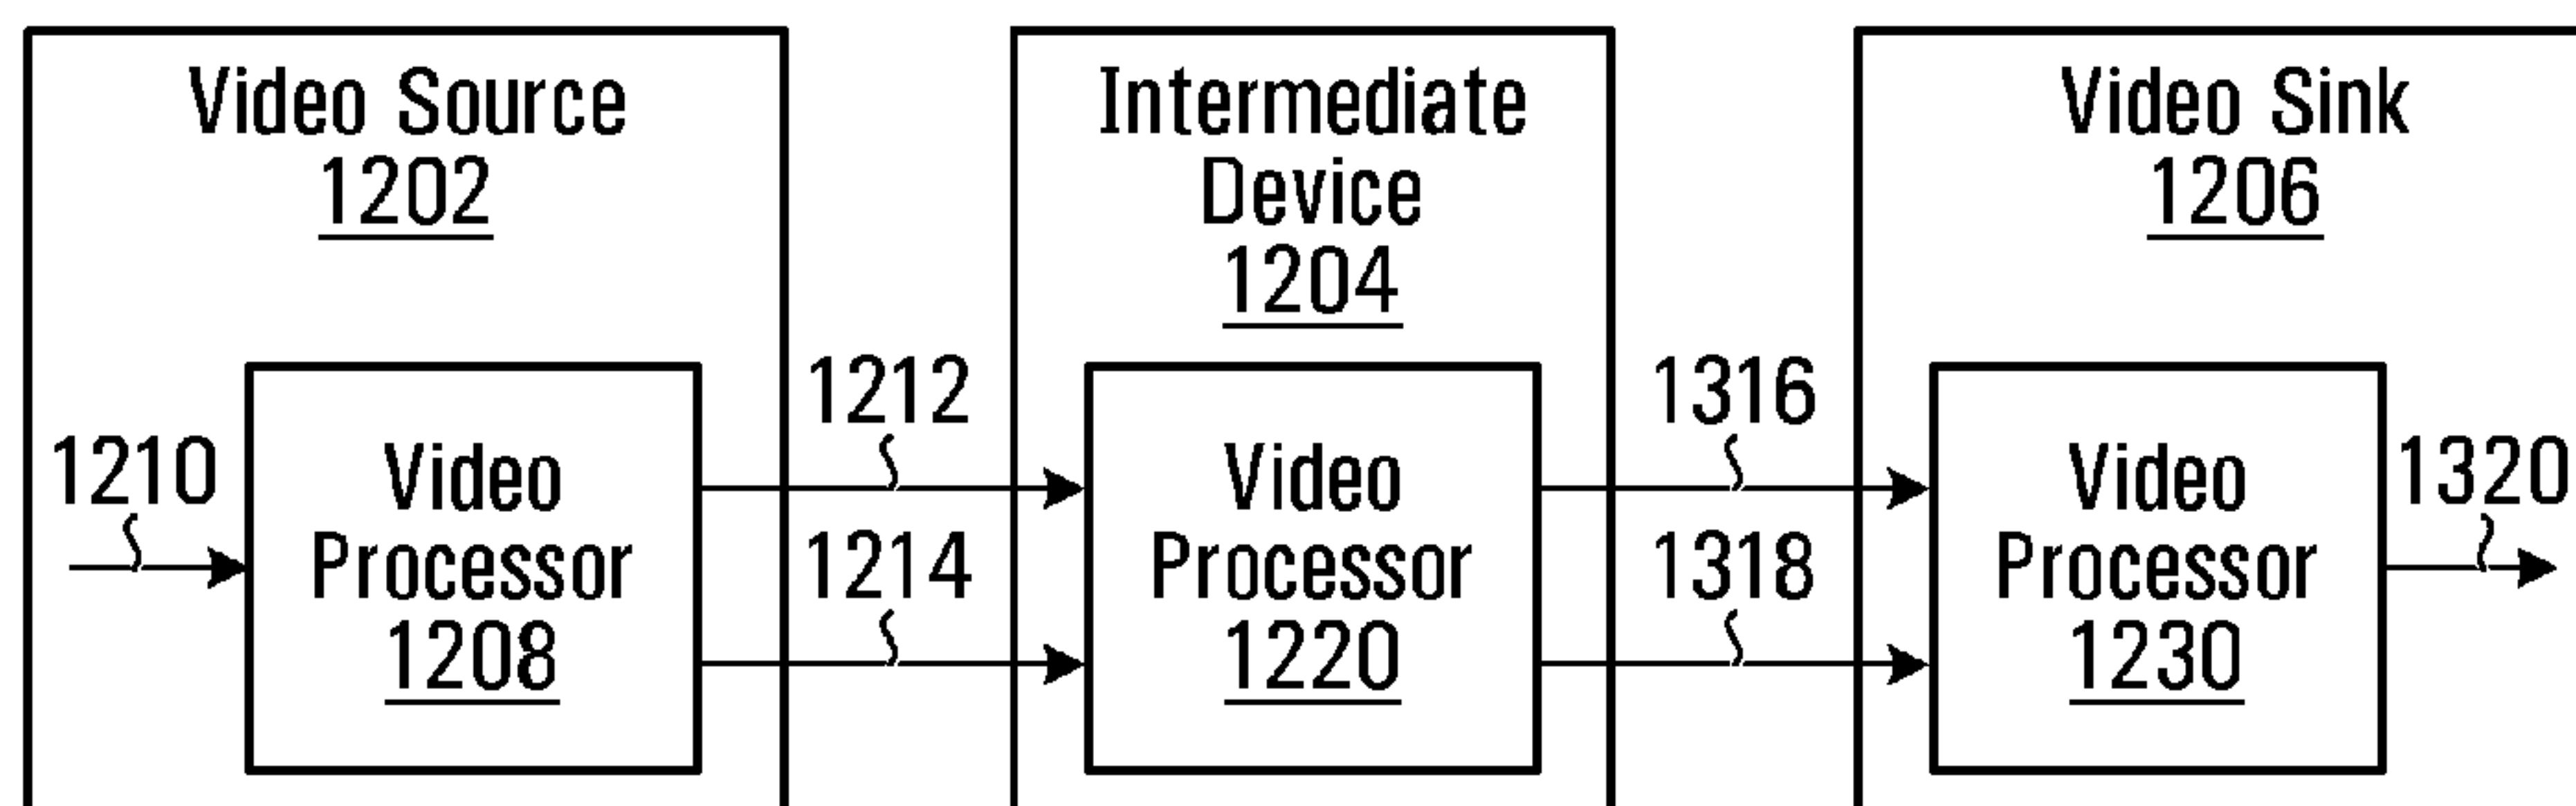 Video Source
1202
Intermediate
Device
1204
Video Sink
1206
1210
Video
Processor
1208
1212
1214
Video
Processor
1220
1316
1318
Video
Processor
1230
1320